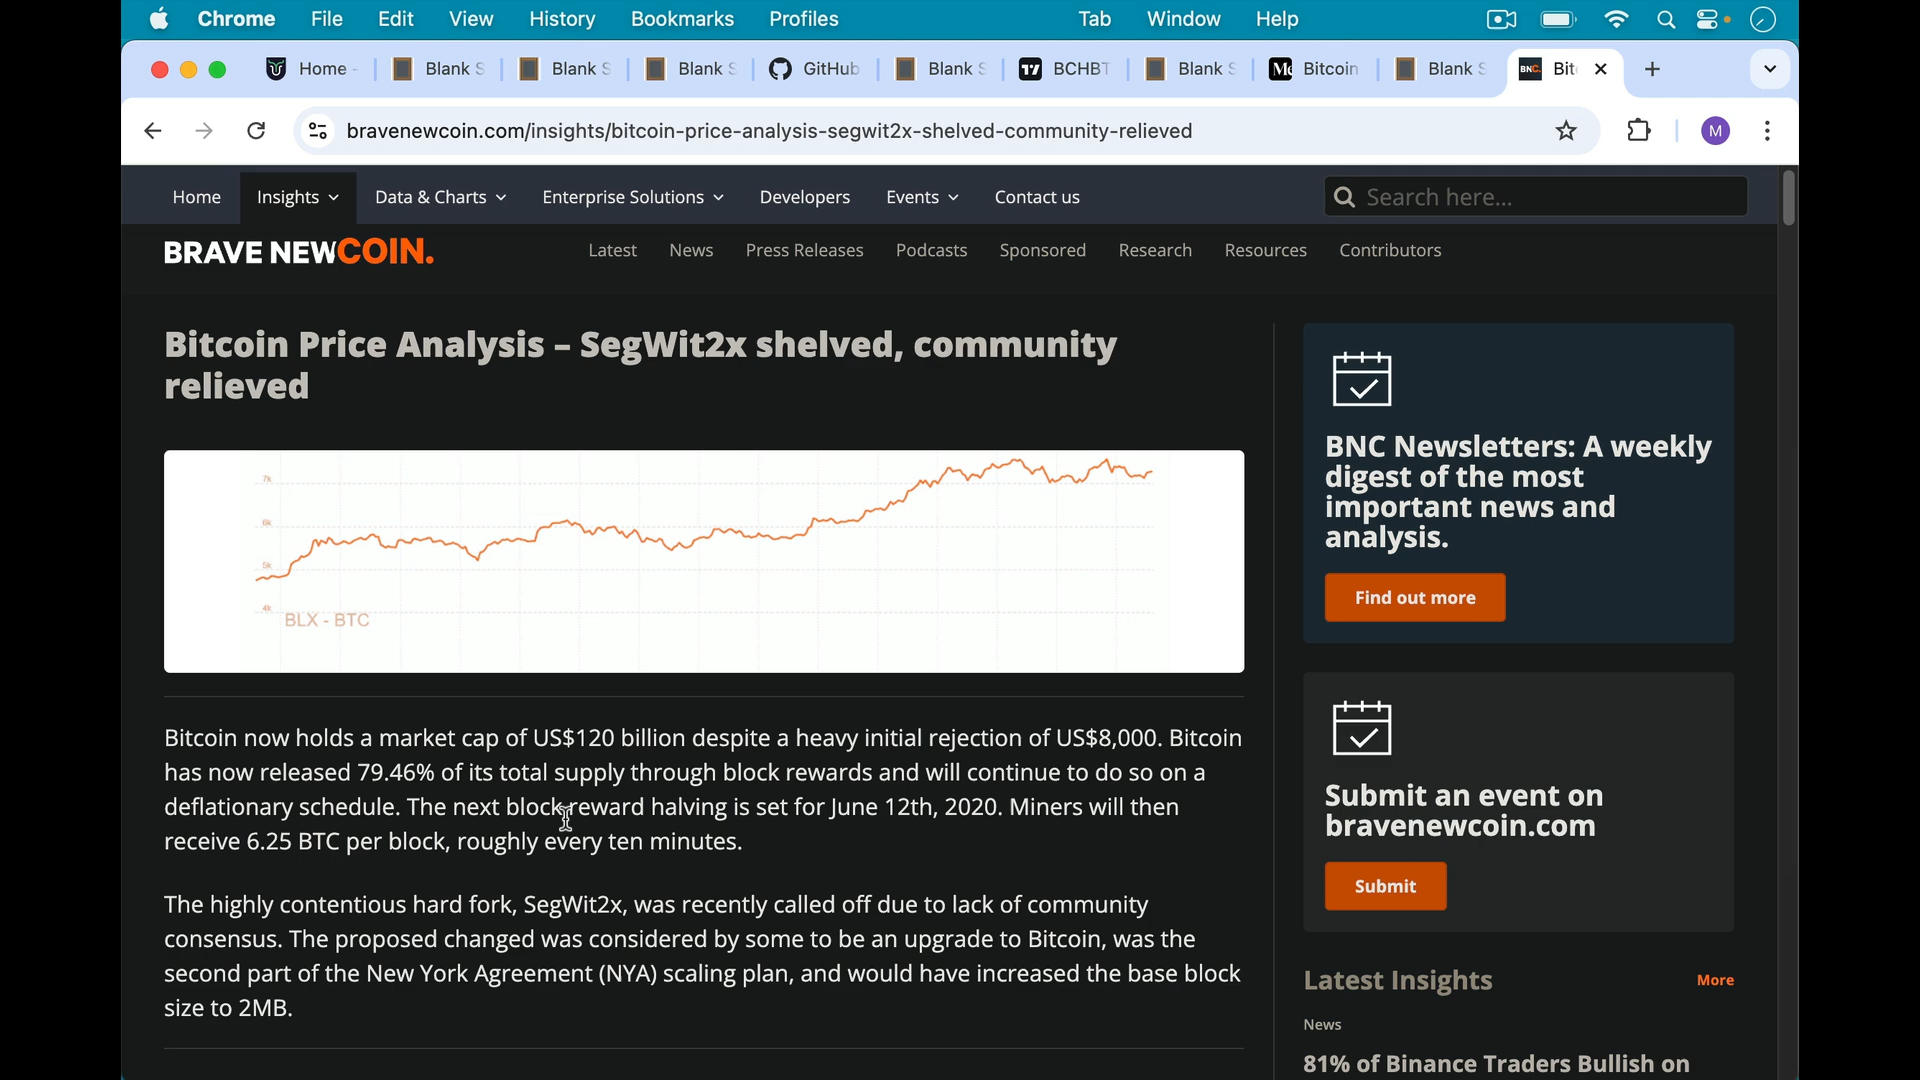 Chrome File Edit View History Bookmarks Profiles Tab Window Help
Home - Blank S Blank S Blank S GitHub Blank S BCHBT Blank S Bitcoin Blank S BNC. Bit
bravenewcoin.com/insights/bitcoin-price-analysis-segwit2x-shelved-community-relieved
M
Home Insights Data & Charts Enterprise Solutions Developers Events Contact us Search here...
BRAVE NEWCOIN. Latest News Press Releases Podcasts Sponsored Research Resources Contributors
Bitcoin Price Analysis – SegWit2x shelved, community
relieved
7k
6k
5k
4k
BLX - BTC
Bitcoin now holds a market cap of US$120 billion despite a heavy initial rejection of US$8,000. Bitcoin
has now released 79.46% of its total supply through block rewards and will continue to do so on a
deflationary schedule. The next block reward halving is set for June 12th, 2020. Miners will then
receive 6.25 BTC per block, roughly every ten minutes.
The highly contentious hard fork, SegWit2x, was recently called off due to lack of community
consensus. The proposed changed was considered by some to be an upgrade to Bitcoin, was the
second part of the New York Agreement (NYA) scaling plan, and would have increased the base block
size to 2MB.
BNC Newsletters: A weekly
digest of the most
important news and
analysis.
Find out more
Submit an event on
bravenewcoin.com
Submit
Latest Insights More
News
81% of Binance Traders Bullish on